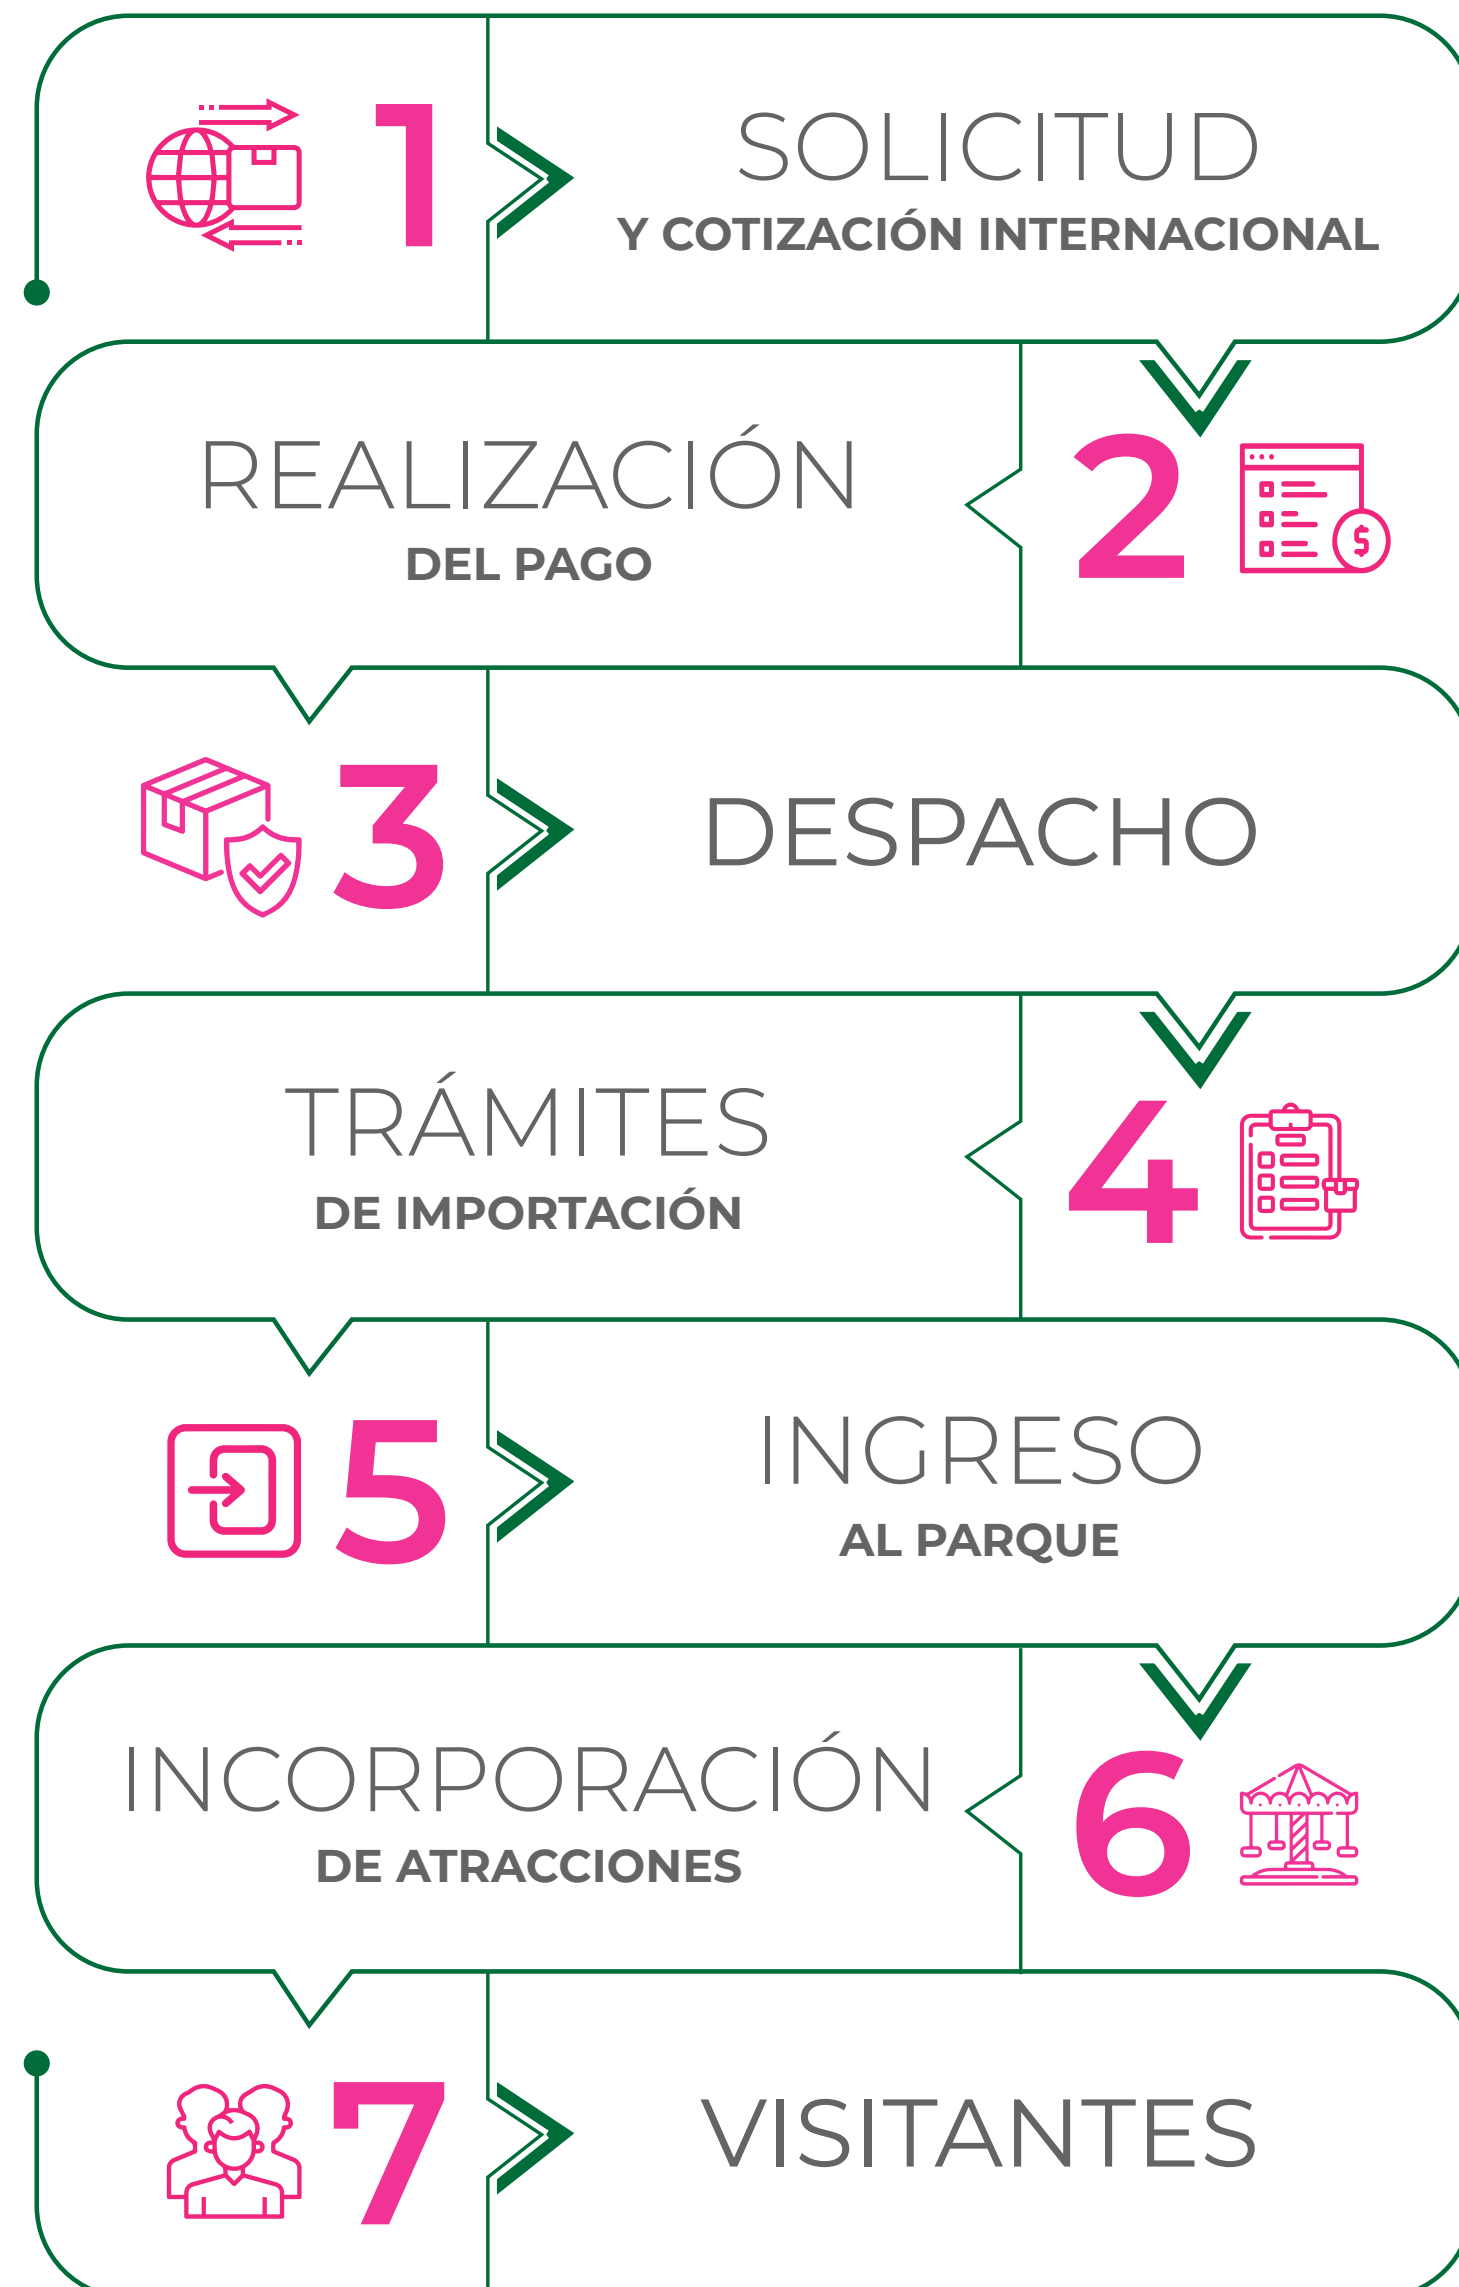 1
SOLICITUD
Y COTIZACIÓN INTERNACIONAL
REALIZACIÓN
DEL PAGO
2
$
3
DESPACHO
TRÁMITES
DE IMPORTACIÓN
4
5
INGRESO
AL PARQUE
INCORPORACIÓN
DE ATRACCIONES
6
7
VISITANTES